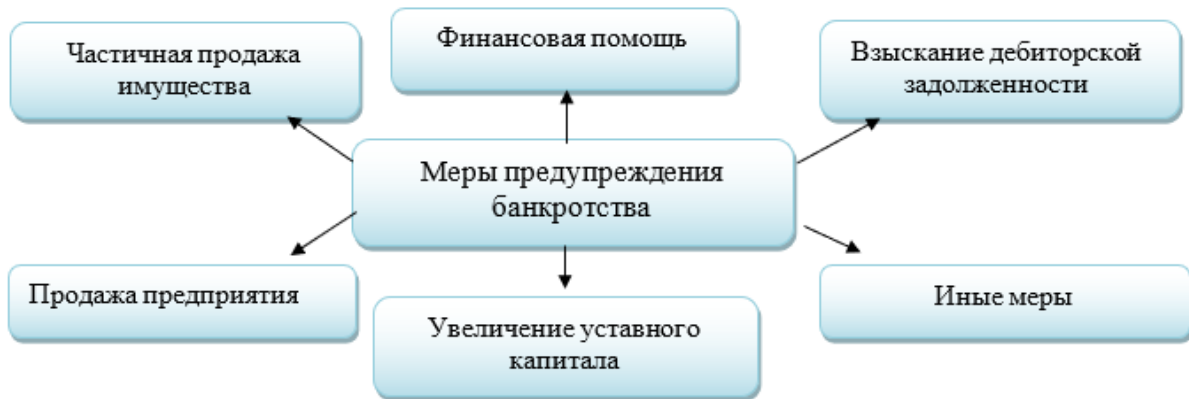 Частичная продажа
имущества
Финансовая помощь
Взыскание дебиторской
задолженности
Меры предупреждения
банкротства
Продажа предприятия
Увеличение уставного
капитала
Иные меры